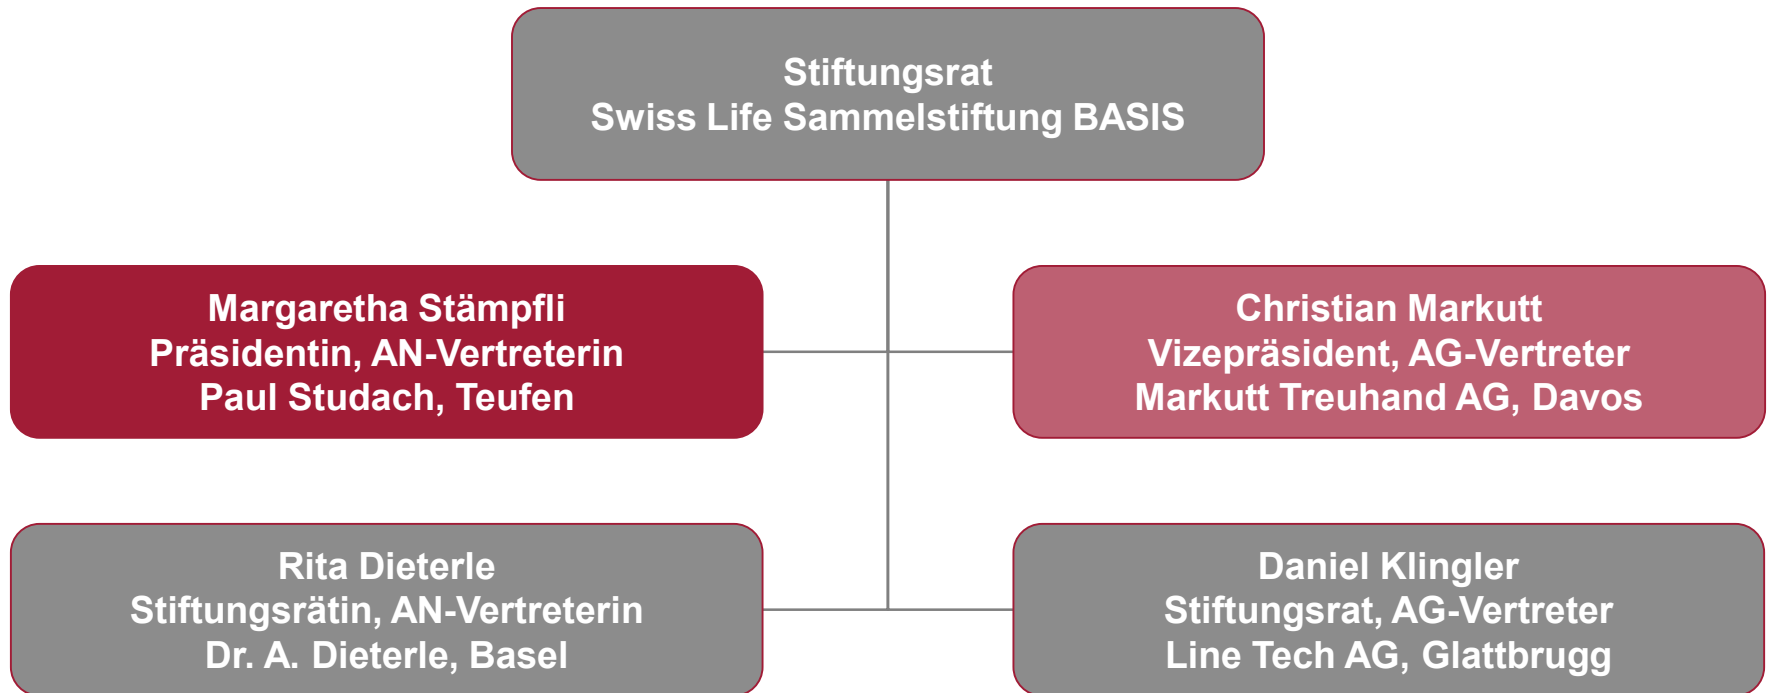 Stiftungsrat
Swiss Life Sammelstiftung BASIS
Margaretha Stämpfli
Präsidentin, AN-Vertreterin
Paul Studach, Teufen
Christian Markutt
Vizepräsident, AG-Vertreter
Markutt Treuhand AG, Davos
Rita Dieterle
Stiftungsrätin, AN-Vertreterin
Dr. A. Dieterle, Basel
Daniel Klingler
Stiftungsrat, AG-Vertreter
Line Tech AG, Glattbrugg